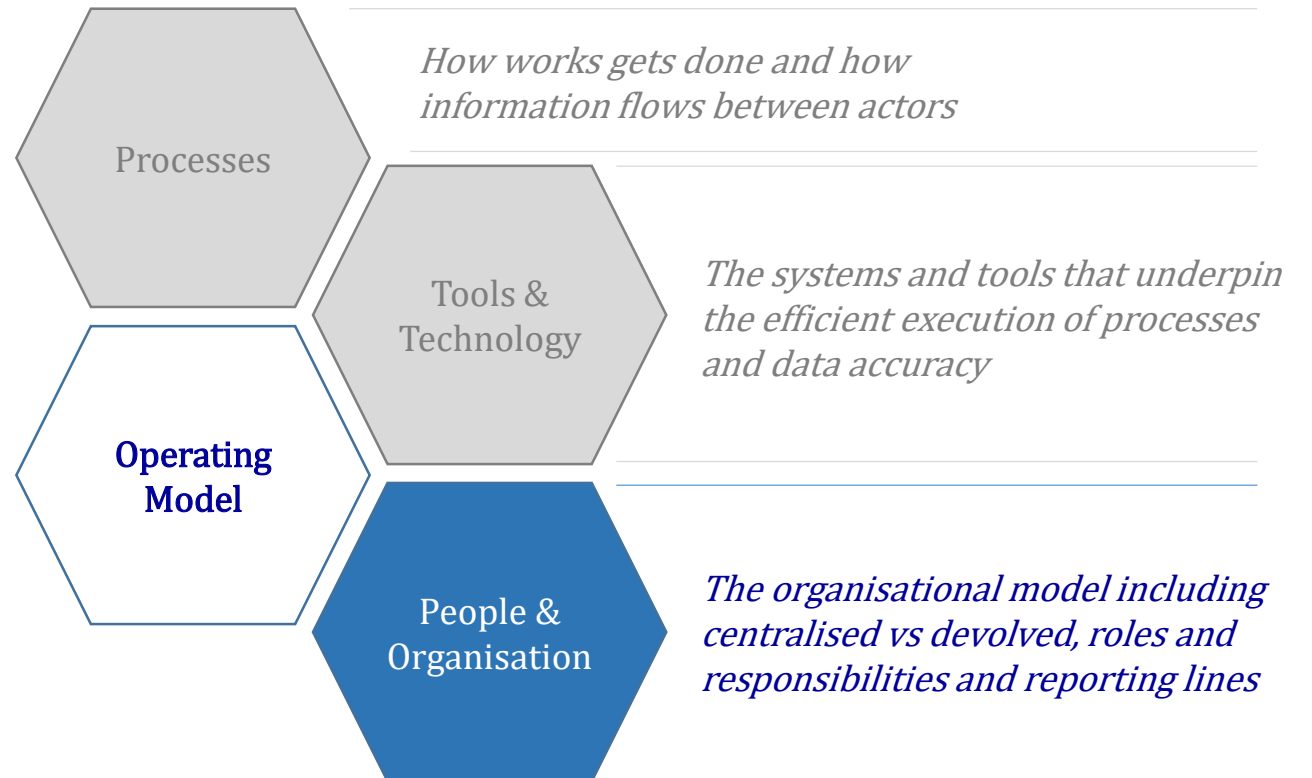 How works gets done and how
information flows between actors
Processes
The systems and tools that underpin
the efficient execution of processes
and data accuracy
Tools &
Technology
Operating
Model
The organisational model including
centralised vs devolved, roles and
responsibilities and reporting lines
People &
Organisation